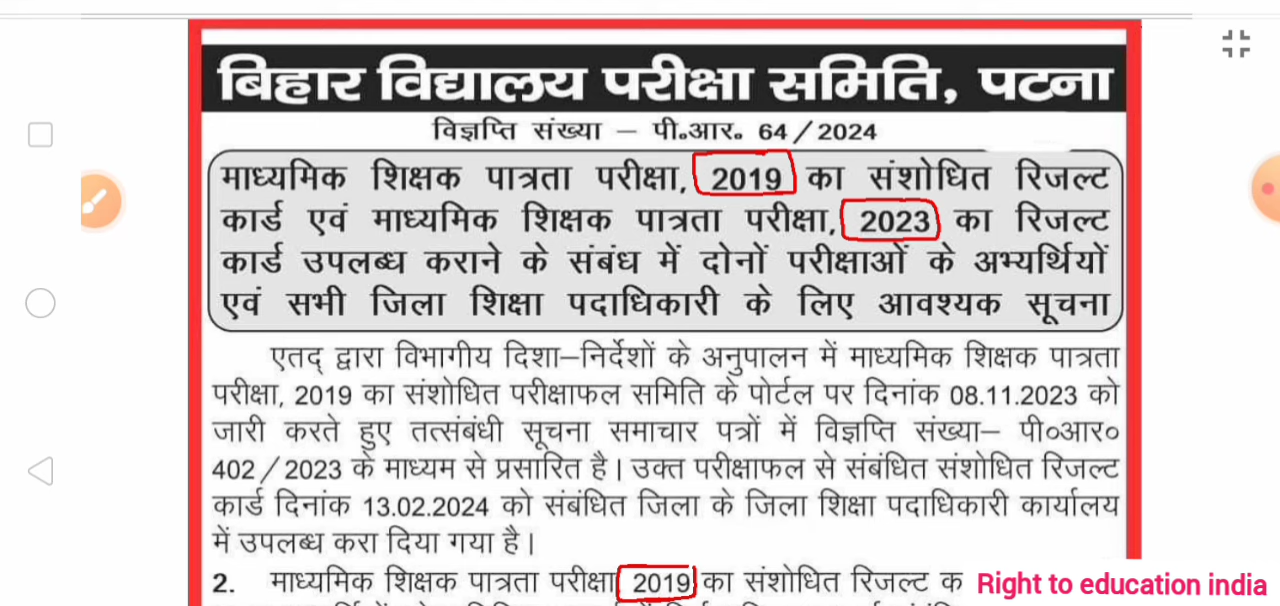 बिहार विद्यालय परीक्षा समिति, पटना
विज्ञप्ति संख्या – पी॰आर॰ 64/2024
माध्यमिक शिक्षक पात्रता परीक्षा, 2019 का संशोधित रिजल्ट
कार्ड एवं माध्यमिक शिक्षक पात्रता परीक्षा, 2023 का रिजल्ट
कार्ड उपलब्ध कराने के संबंध में दोनों परीक्षाओं के अभ्यर्थियों
एवं सभी जिला शिक्षा पदाधिकारी के लिए आवश्यक सूचना
एतद् द्वारा विभागीय दिशा–निर्देशों के अनुपालन में माध्यमिक शिक्षक पात्रता
परीक्षा, 2019 का संशोधित परीक्षाफल समिति के पोर्टल पर दिनांक 08.11.2023 को
जारी करते हुए तत्संबंधी सूचना समाचार पत्रों में विज्ञप्ति संख्या– पी॰आर॰
402/2023 के माध्यम से प्रसारित है। उक्त परीक्षाफल से संबंधित संशोधित रिजल्ट
कार्ड दिनांक 13.02.2024 को संबंधित जिला के जिला शिक्षा पदाधिकारी कार्यालय
में उपलब्ध करा दिया गया है।
2. माध्यमिक शिक्षक पात्रता परीक्षा 2019 का संशोधित रिजल्ट क
Right to education india